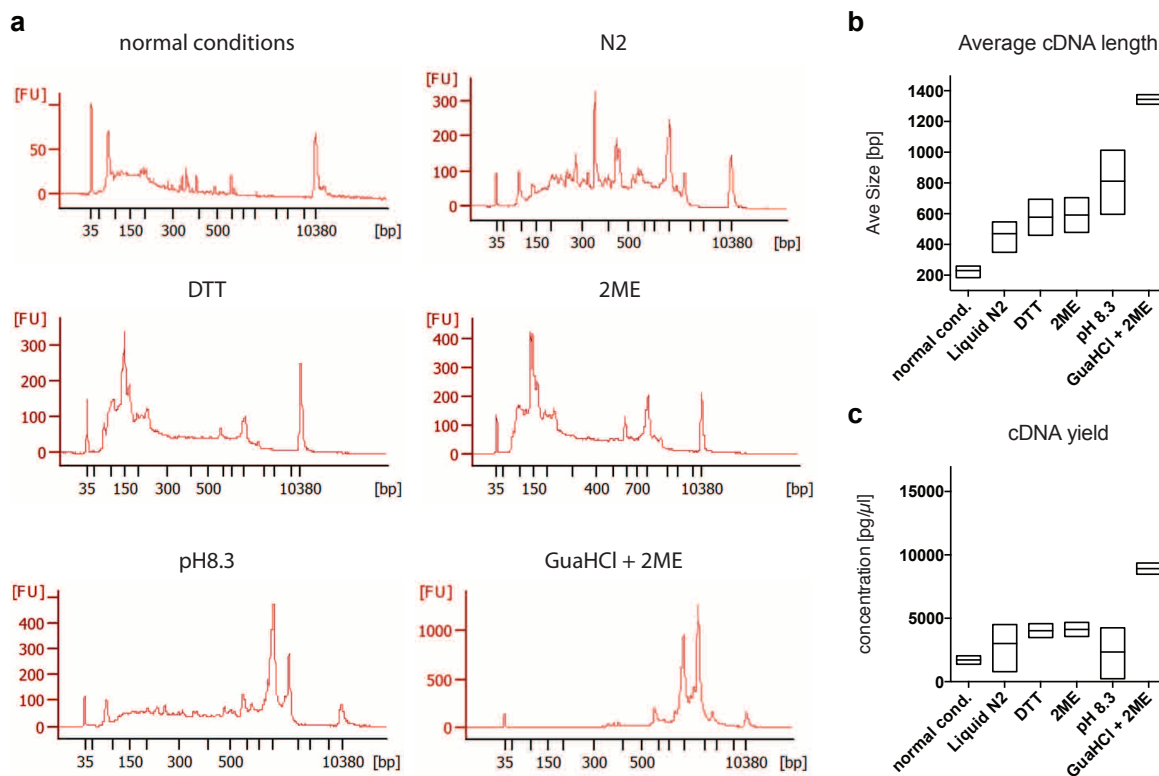 a
normal conditions
[FU]
50
0
35 150 300 500 10380 [bp]
N2
[FU]
300
200
100
0
35 150 300 500 10380 [bp]
DTT
[FU]
300
200
100
0
35 150 300 500 10380 [bp]
2ME
[FU]
400
300
200
100
0
35 150 400 700 10380 [bp]
pH8.3
[FU]
400
300
200
100
0
35 150 300 500 10380 [bp]
GuaHCl + 2ME
[FU]
1000
500
0
35 150 300 500 10380 [bp]
b
Average cDNA length
Ave Size [bp]
1400
1200
1000
800
600
400
200
normal cond.
Liquid N2
DTT
2ME
pH 8.3
GuaHCl + 2ME
c
cDNA yield
concentration [pg/µl]
15000
10000
5000
0
normal cond.
Liquid N2
DTT
2ME
pH 8.3
GuaHCl + 2ME